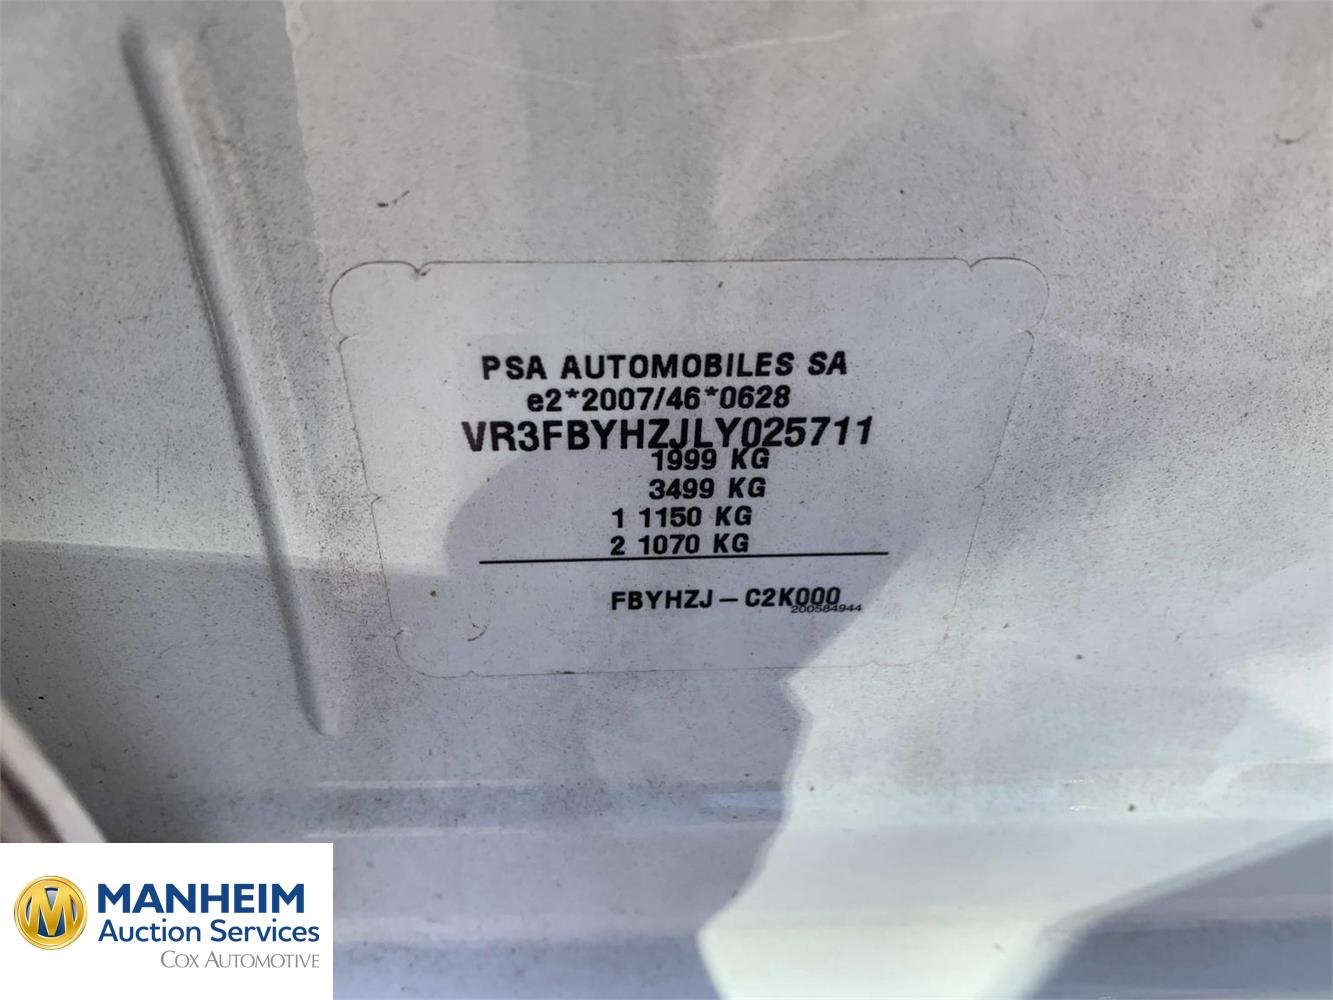 PSA AUTOMOBILES SA
e2*2007/46*0628
VR3FBYHZJLY025711
1999 KG
3499 KG
1 1150 KG
2 1070 KG
FBYHZJ – C2K000
200584944
MANHEIM
Auction Services
COX AUTOMOTIVE